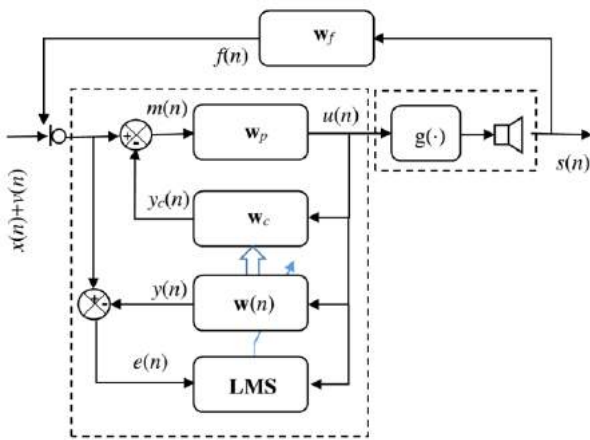 w_f
f(n)
m(n)
u(n)
w_p
g(·)
s(n)
x(n)+v(n)
y_c(n)
w_c
y(n)
w(n)
e(n)
LMS